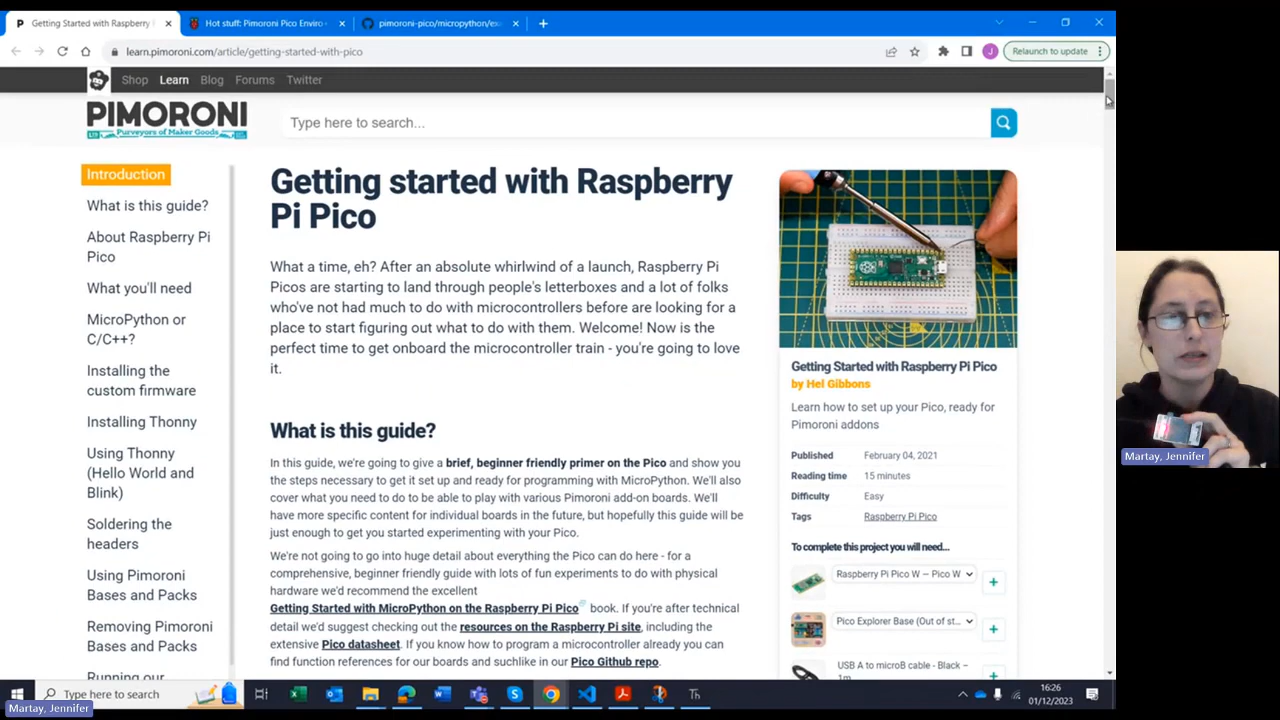 Getting Started with Raspberry
Hot stuff: Pimoroni Pico Enviro
pimoroni-pico/micropython/ex
learn.pimoroni.com/article/getting-started-with-pico
J
Relaunch to update
Shop Learn Blog Forums Twitter
PIMORONI
LTD Purveyors of Maker Goods
Type here to search...
Introduction
What is this guide?
About Raspberry Pi
Pico
What you'll need
MicroPython or
C/C++?
Installing the
custom firmware
Installing Thonny
Using Thonny
(Hello World and
Blink)
Soldering the
headers
Using Pimoroni
Bases and Packs
Removing Pimoroni
Bases and Packs
Running our
Getting started with Raspberry
Pi Pico
What a time, eh? After an absolute whirlwind of a launch, Raspberry Pi
Picos are starting to land through people's letterboxes and a lot of folks
who've not had much to do with microcontrollers before are looking for a
place to start figuring out what to do with them. Welcome! Now is the
perfect time to get onboard the microcontroller train - you're going to love
it.
What is this guide?
In this guide, we're going to give a brief, beginner friendly primer on the Pico and show you
the steps necessary to get it set up and ready for programming with MicroPython. We'll also
cover what you need to do to be able to play with various Pimoroni add-on boards. We'll
have more specific content for individual boards in the future, but hopefully this guide will
be just enough to get you started experimenting with your Pico.
We're not going to go into huge detail about everything the Pico can do here - for a
comprehensive, beginner friendly guide with lots of fun experiments to do with physical
hardware we'd recommend the excellent
Getting Started with MicroPython on the Raspberry Pi Pico book. If you're after technical
detail we'd suggest checking out the resources on the Raspberry Pi site, including the
extensive Pico datasheet. If you know how to program a microcontroller already you can
find function references for our boards and suchlike in our Pico Github repo.
Getting Started with Raspberry Pi Pico
by Hel Gibbons
Learn how to set up your Pico, ready for
Pimoroni addons
Published February 04, 2021
Reading time 15 minutes
Difficulty Easy
Tags Raspberry Pi Pico
To complete this project you will need...
Raspberry Pi Pico W – Pico W
Pico Explorer Base (Out of st...
USB A to microB cable - Black –
1m
Martay, Jennifer
Type here to search
Th
16:26
01/12/2023
Martay, Jennifer